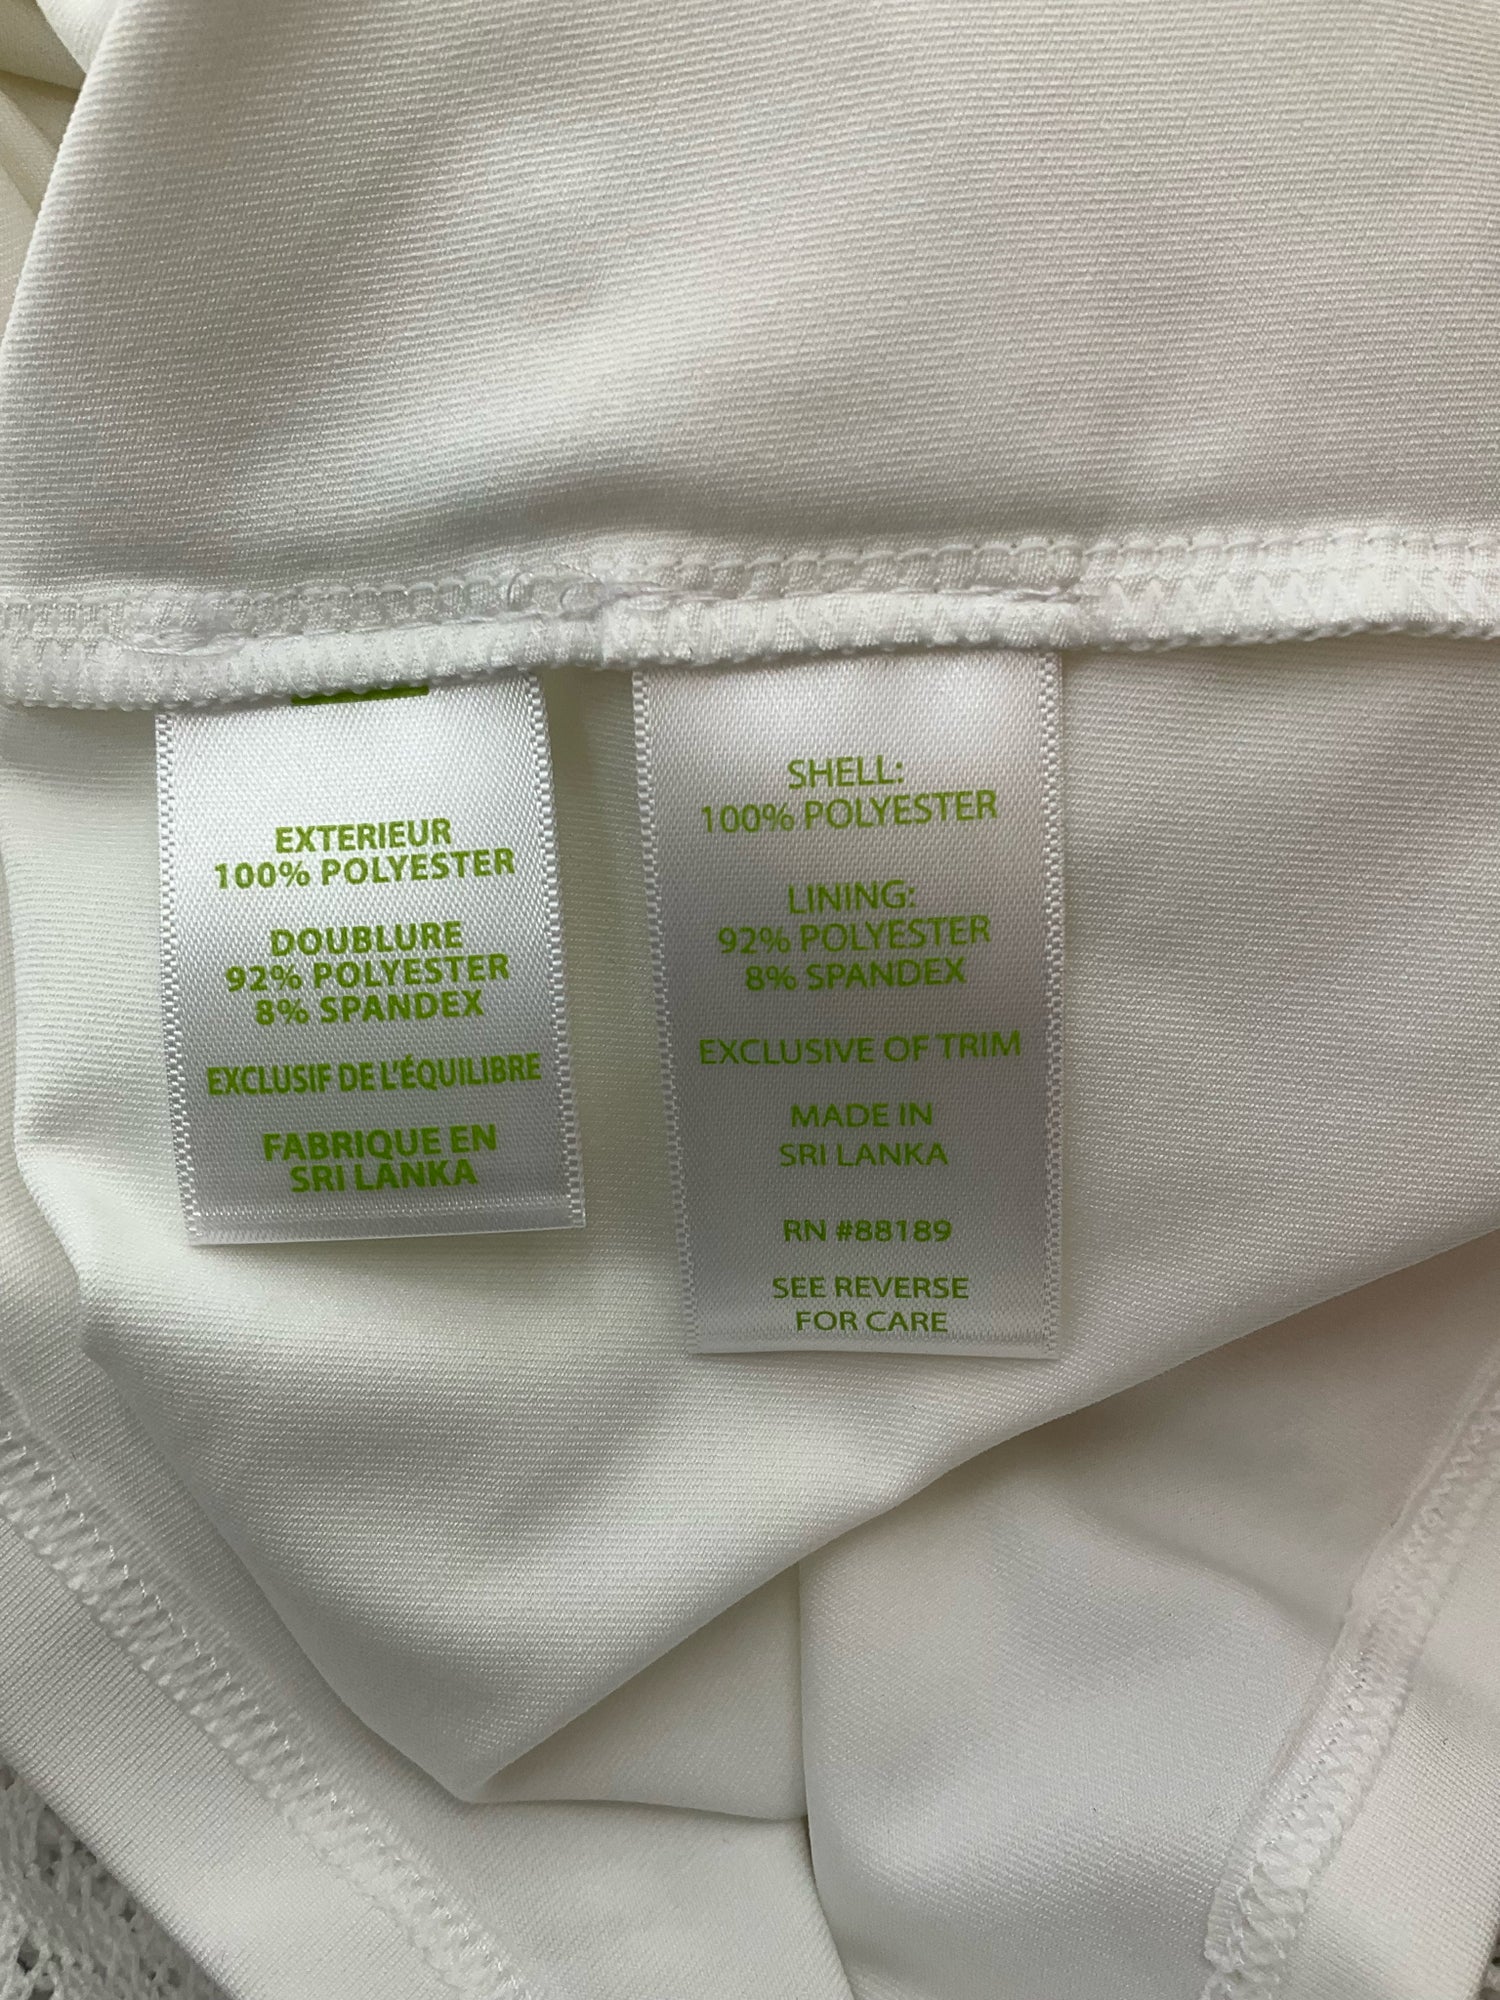 EXTERIEUR
100% POLYESTER
DOUBLURE
92% POLYESTER
8% SPANDEX
EXCLUSIF DE L'ÉQUILIBRE
FABRIQUE EN
SRI LANKA
SHELL:
100% POLYESTER
LINING:
92% POLYESTER
8% SPANDEX
EXCLUSIVE OF TRIM
MADE IN
SRI LANKA
RN #88189
SEE REVERSE
FOR CARE